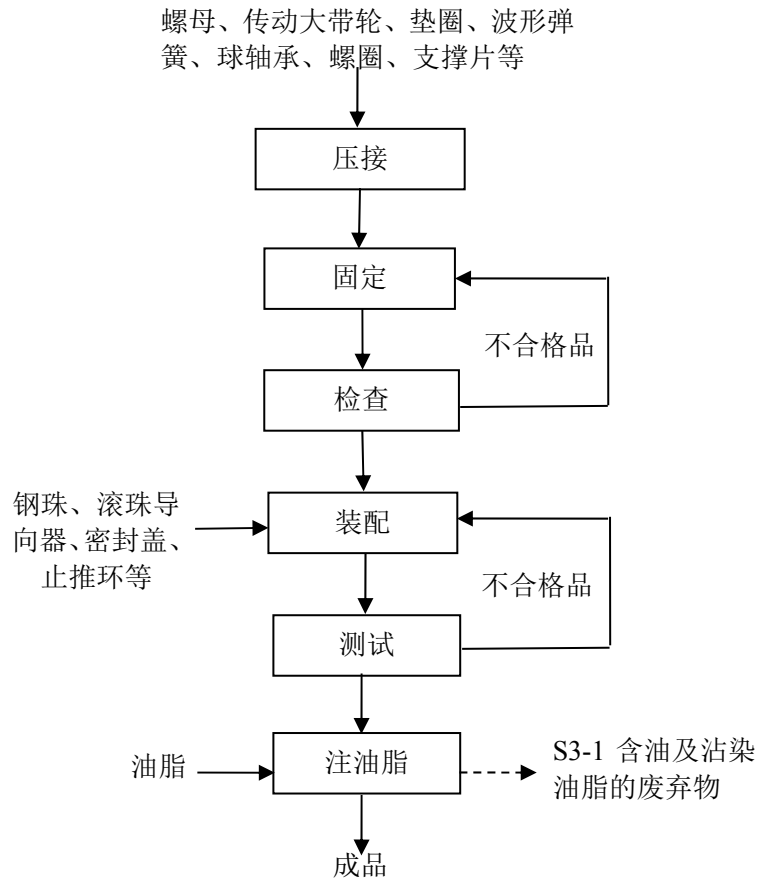 螺母、传动大带轮、垫圈、波形弹
簧、球轴承、螺圈、支撑片等
压接
固定
不合格品
检查
钢珠、滚珠导
向器、密封盖、
止推环等
装配
不合格品
测试
油脂
注油脂
S3-1 含油及沾染
油脂的废弃物
成品